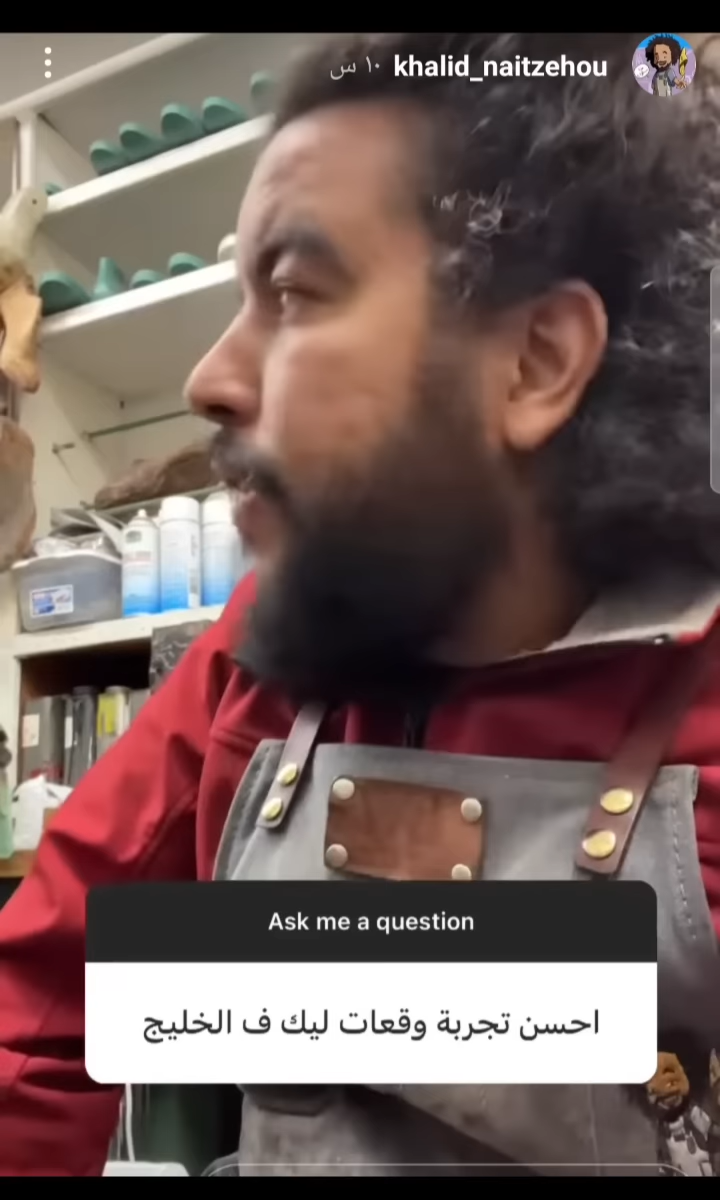 khalid_naitzehou ١٠ س
Ask me a question
احسن تجربة وقعات ليك ف الخليج